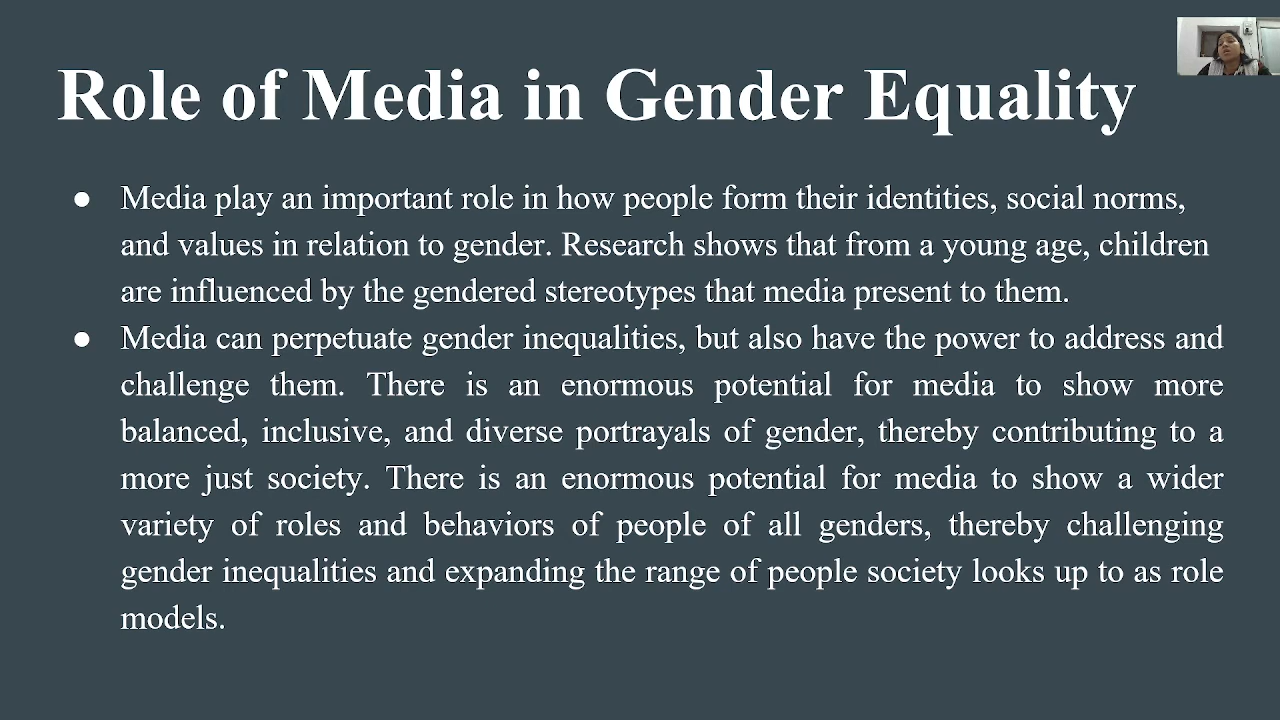 Role of Media in Gender Equality
● Media play an important role in how people form their identities, social norms,
and values in relation to gender. Research shows that from a young age, children
are influenced by the gendered stereotypes that media present to them.
● Media can perpetuate gender inequalities, but also have the power to address and
challenge them. There is an enormous potential for media to show more
balanced, inclusive, and diverse portrayals of gender, thereby contributing to a
more just society. There is an enormous potential for media to show a wider
variety of roles and behaviors of people of all genders, thereby challenging
gender inequalities and expanding the range of people society looks up to as role
models.